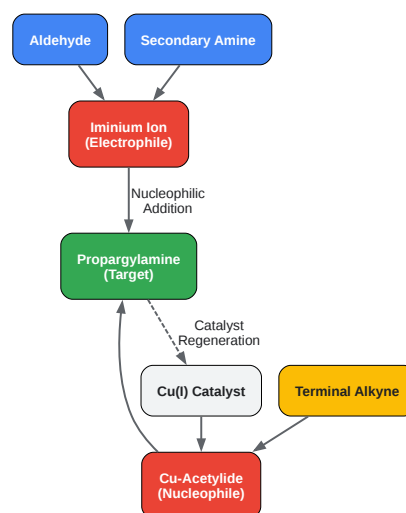 Aldehyde
Secondary Amine
Iminium Ion
(Electrophile)
Nucleophilic
Addition
Propargylamine
(Target)
Catalyst
Regeneration
Cu(I) Catalyst
Terminal Alkyne
Cu-Acetylide
(Nucleophile)